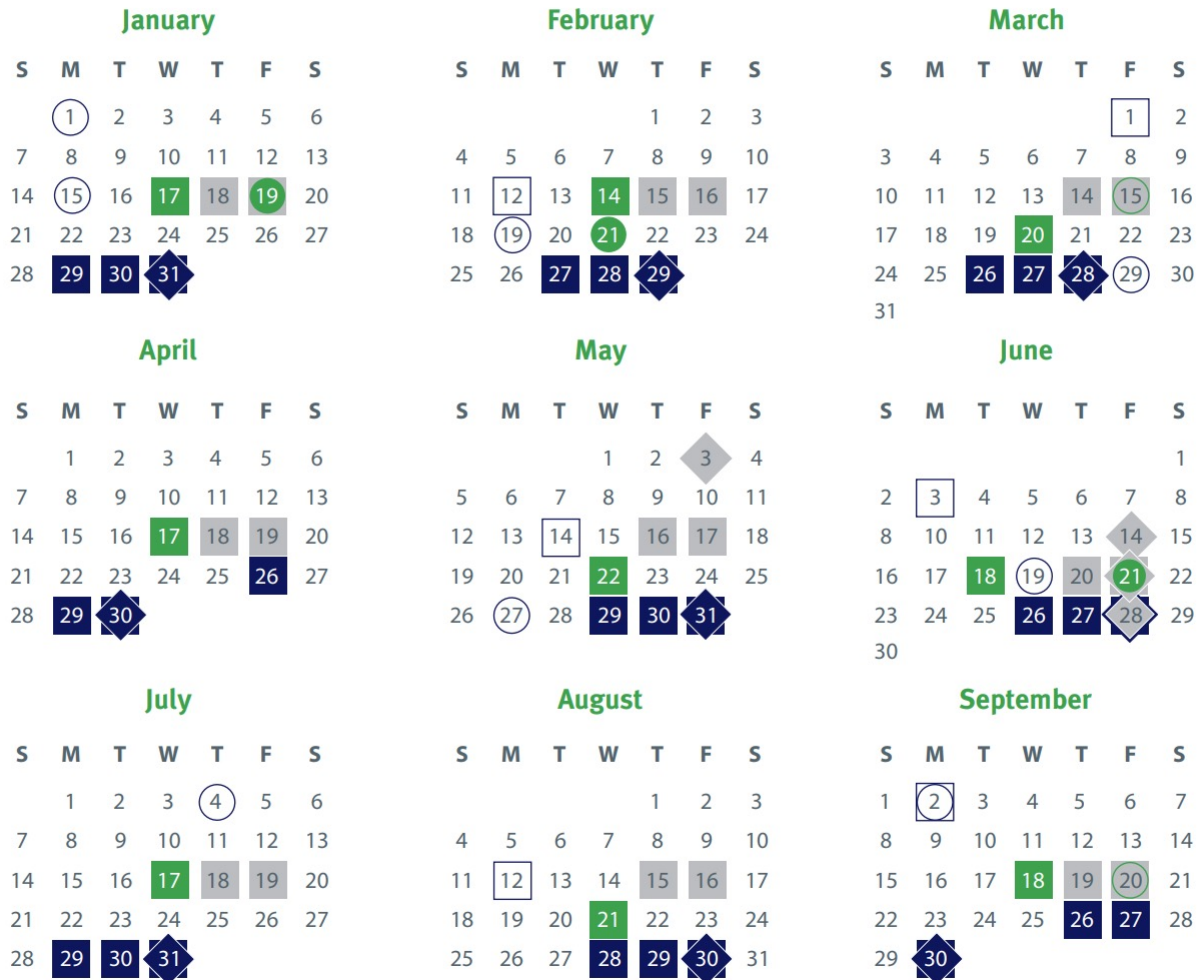 January February March
S M T W T F S S M T W T F S S M T W T F S
1 2 3 4 5 6 1 2 3 1 2
7 8 9 10 11 12 13 4 5 6 7 8 9 10 3 4 5 6 7 8 9
14 15 16 17 18 19 20 11 12 13 14 15 16 17 10 11 12 13 14 15 16
21 22 23 24 25 26 27 18 19 20 21 22 23 24 17 18 19 20 21 22 23
28 29 30 31 25 26 27 28 29 24 25 26 27 28 29 30
31
April May June
S M T W T F S S M T W T F S S M T W T F S
1 2 3 4 5 6 1 2 3 4 1
7 8 9 10 11 12 13 5 6 7 8 9 10 11 2 3 4 5 6 7 8
14 15 16 17 18 19 20 12 13 14 15 16 17 18 8 10 11 12 13 14 15
21 22 23 24 25 26 27 19 20 21 22 23 24 25 16 17 18 19 20 21 22
28 29 30 26 27 28 29 30 31 23 24 25 26 27 28 29
30
July August September
S M T W T F S S M T W T F S S M T W T F S
1 2 3 4 5 6 1 2 3 1 2 3 4 5 6 7
7 8 9 10 11 12 13 4 5 6 7 8 9 10 8 9 10 11 12 13 14
14 15 16 17 18 19 20 11 12 13 14 15 16 17 15 16 17 18 19 20 21
21 22 23 24 25 26 27 18 19 20 21 22 23 24 22 23 24 25 26 27 28
28 29 30 31 25 26 27 28 29 30 31 29 30